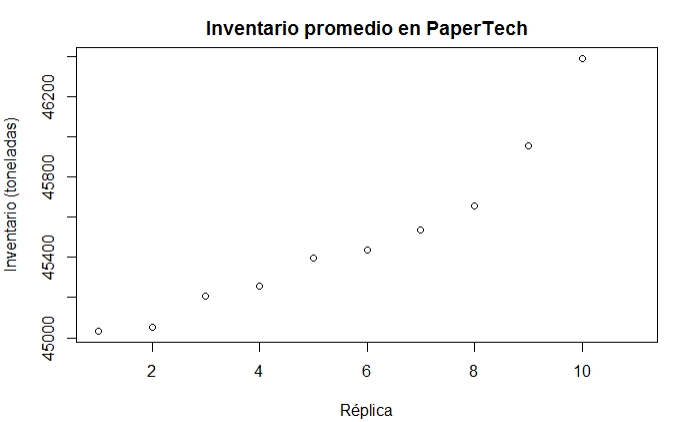 Inventario promedio en PaperTech
Inventario (toneladas)
46200
45800
45400
45000
2 4 6 8 10
Réplica